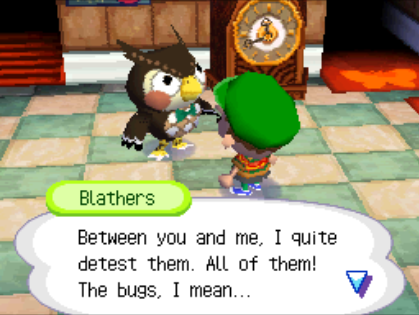 Blathers
Between you and me, I quite
detest them. All of them!
The bugs, I mean...